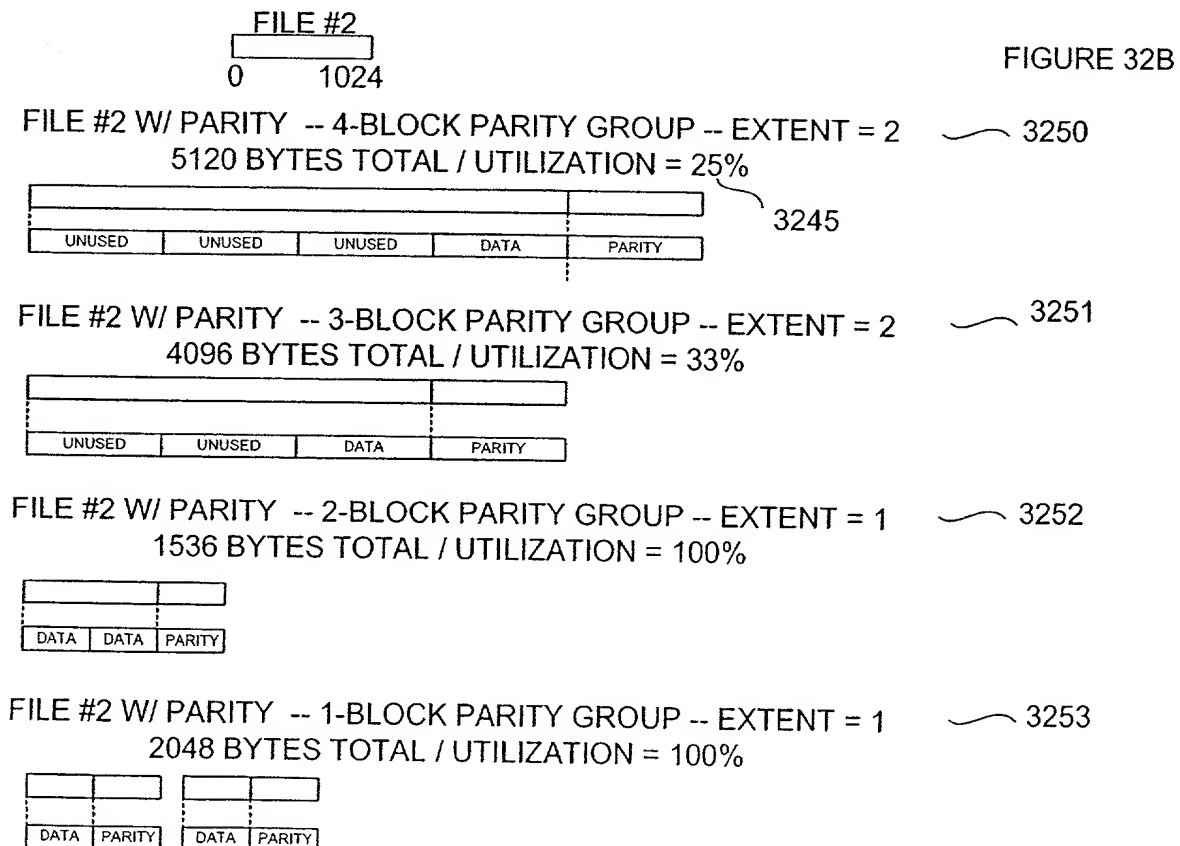 FILE #2
0 1024
FIGURE 32B
FILE #2 W/ PARITY -- 4-BLOCK PARITY GROUP -- EXTENT = 2 3250
5120 BYTES TOTAL / UTILIZATION = 25%
3245
UNUSED UNUSED UNUSED DATA PARITY
FILE #2 W/ PARITY -- 3-BLOCK PARITY GROUP -- EXTENT = 2 3251
4096 BYTES TOTAL / UTILIZATION = 33%
UNUSED UNUSED DATA PARITY
FILE #2 W/ PARITY -- 2-BLOCK PARITY GROUP -- EXTENT = 1 3252
1536 BYTES TOTAL / UTILIZATION = 100%
DATA DATA PARITY
FILE #2 W/ PARITY -- 1-BLOCK PARITY GROUP -- EXTENT = 1 3253
2048 BYTES TOTAL / UTILIZATION = 100%
DATA PARITY DATA PARITY